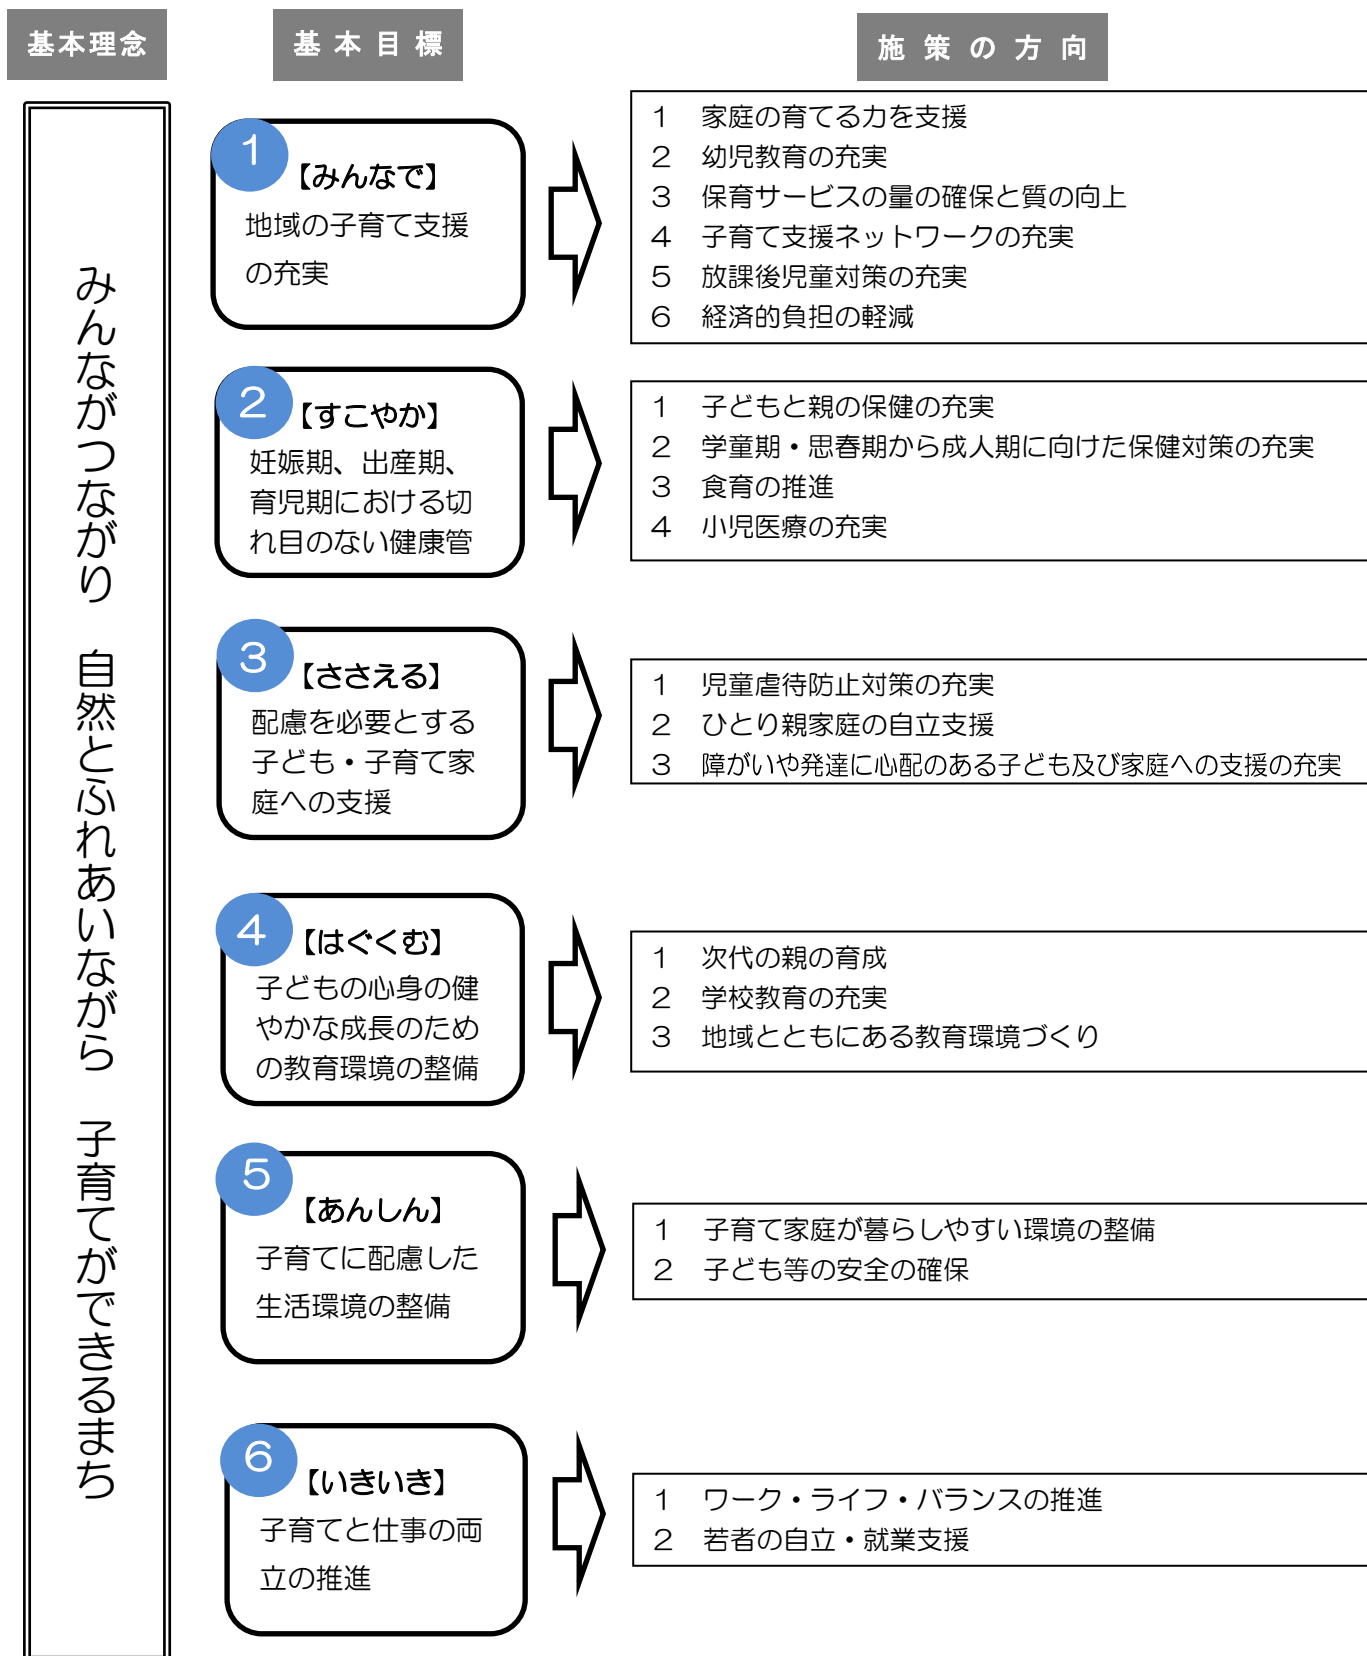 基本理念
基本目標
施策の方向
みんながつながり　自然とふれあいながら　子育てができるまち
1
【みんなで】
地域の子育て支援
の充実
1　家庭の育てる力を支援
2　幼児教育の充実
3　保育サービスの量の確保と質の向上
4　子育て支援ネットワークの充実
5　放課後児童対策の充実
6　経済的負担の軽減
2
【すこやか】
妊娠期、出産期、
育児期における切
れ目のない健康管
1　子どもと親の保健の充実
2　学童期・思春期から成人期に向けた保健対策の充実
3　食育の推進
4　小児医療の充実
3
【ささえる】
配慮を必要とする
子ども・子育て家
庭への支援
1　児童虐待防止対策の充実
2　ひとり親家庭の自立支援
3　障がいや発達に心配のある子ども及び家庭への支援の充実
4
【はぐくむ】
子どもの心身の健
やかな成長のため
の教育環境の整備
1　次代の親の育成
2　学校教育の充実
3　地域とともにある教育環境づくり
5
【あんしん】
子育てに配慮した
生活環境の整備
1　子育て家庭が暮らしやすい環境の整備
2　子ども等の安全の確保
6
【いきいき】
子育てと仕事の両
立の推進
1　ワーク・ライフ・バランスの推進
2　若者の自立・就業支援